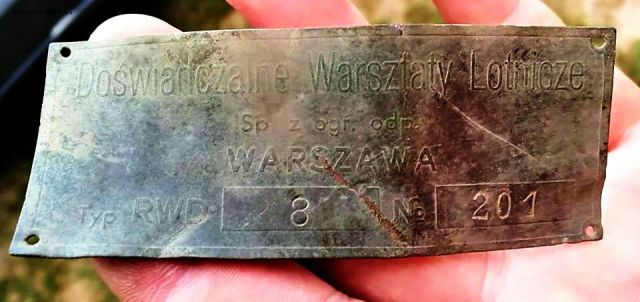 Doświadczalne Warsztaty Lotnicze
Sp. z ogr. odp.
WARSZAWA
Typ RWD 8 No 201